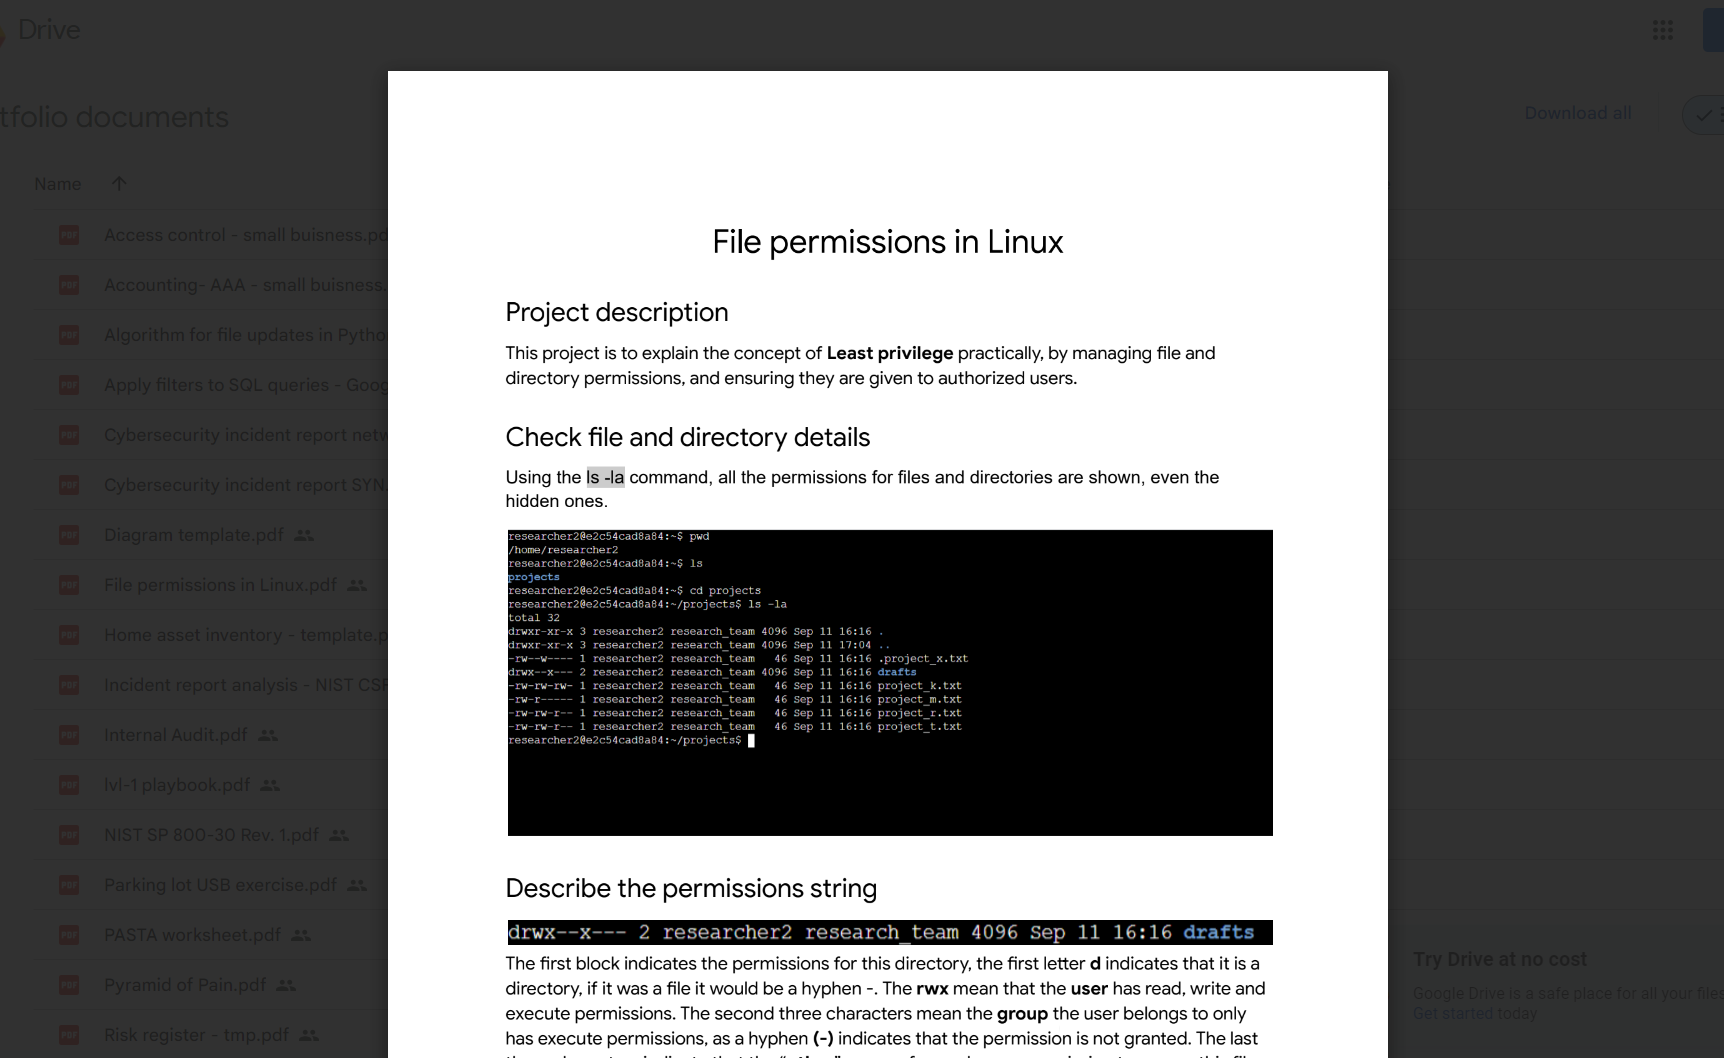 Drive
tfolio documents
Download all
Name
Access control - small buisness.pd
Accounting- AAA - small buisness.
Algorithm for file updates in Pytho
Apply filters to SQL queries - Goog
Cybersecurity incident report netw
Cybersecurity incident report SYN
Diagram template.pdf
File permissions in Linux.pdf
Home asset inventory - template.p
Incident report analysis - NIST CSF
Internal Audit.pdf
lvl-1 playbook.pdf
NIST SP 800-30 Rev. 1.pdf
Parking lot USB exercise.pdf
PASTA worksheet.pdf
Pyramid of Pain.pdf
Risk register - tmp.pdf
File permissions in Linux
Project description
This project is to explain the concept of Least privilege practically, by managing file and
directory permissions, and ensuring they are given to authorized users.
Check file and directory details
Using the ls -la command, all the permissions for files and directories are shown, even the
hidden ones.
researcher2@e2c54cad8a84:~$ pwd
/home/researcher2
researcher2@e2c54cad8a84:~$ ls
projects
researcher2@e2c54cad8a84:~$ cd projects
researcher2@e2c54cad8a84:~/projects$ ls -la
total 32
drwxr-xr-x 3 researcher2 research_team 4096 Sep 11 16:16 .
drwxr-xr-x 3 researcher2 research_team 4096 Sep 11 17:04 ..
-rw--w---- 1 researcher2 research_team   46 Sep 11 16:16 .project_x.txt
drwx--x--- 2 researcher2 research_team 4096 Sep 11 16:16 drafts
-rw-rw-rw- 1 researcher2 research_team   46 Sep 11 16:16 project_k.txt
-rw-r----- 1 researcher2 research_team   46 Sep 11 16:16 project_m.txt
-rw-rw-r-- 1 researcher2 research_team   46 Sep 11 16:16 project_r.txt
-rw-rw-r-- 1 researcher2 research_team   46 Sep 11 16:16 project_t.txt
researcher2@e2c54cad8a84:~/projects$
Describe the permissions string
drwx--x--- 2 researcher2 research_team 4096 Sep 11 16:16 drafts
The first block indicates the permissions for this directory, the first letter d indicates that it is a
directory, if it was a file it would be a hyphen -. The rwx mean that the user has read, write and
execute permissions. The second three characters mean the group the user belongs to only
has execute permissions, as a hyphen (-) indicates that the permission is not granted. The last
Try Drive at no cost
Google Drive is a safe place for all your files
Get started today